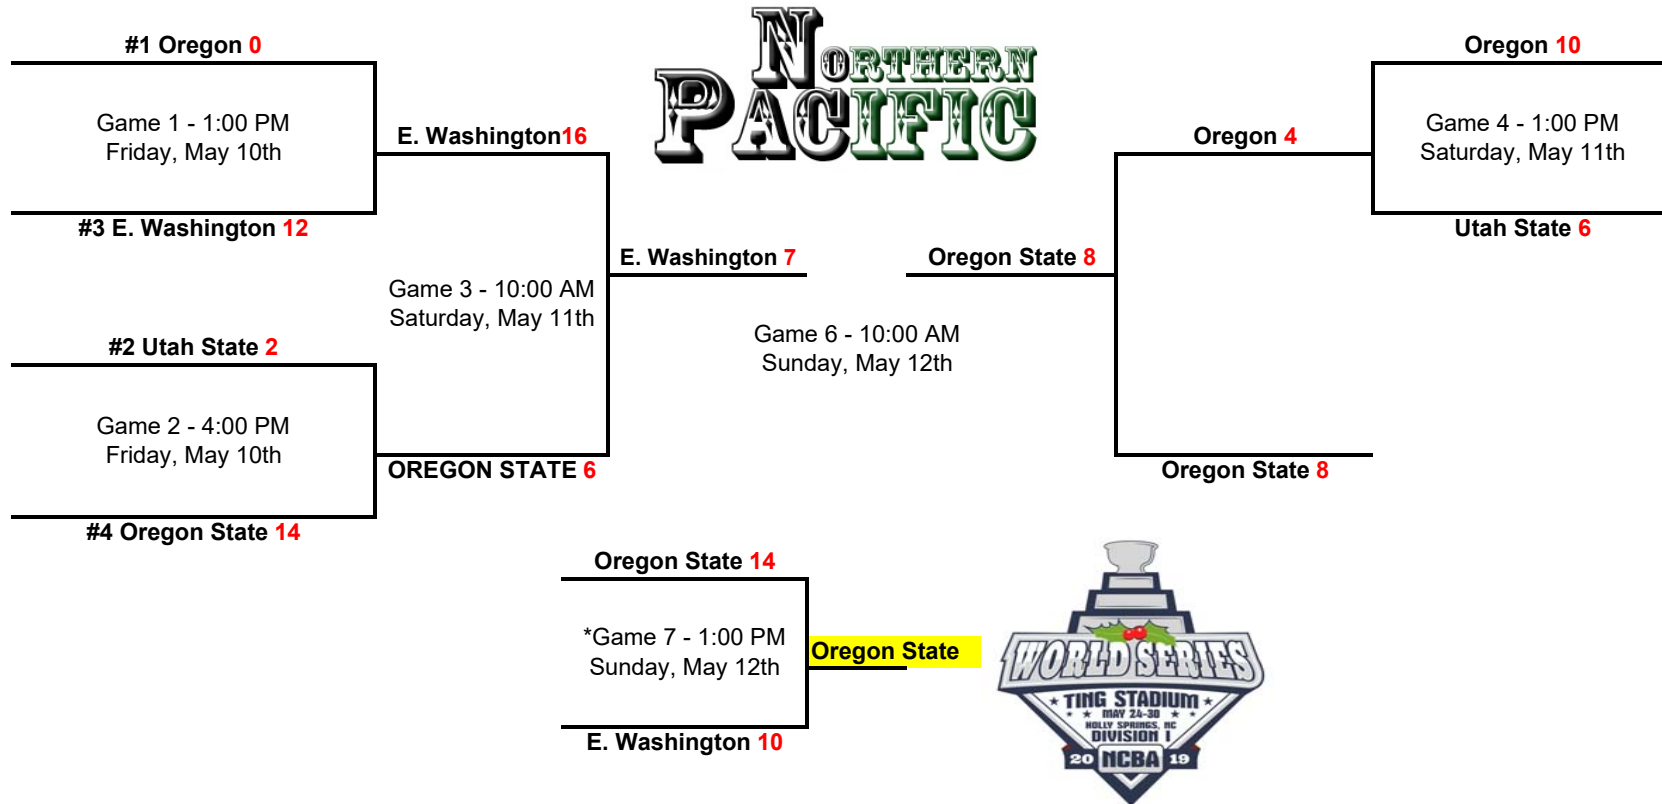 #1 Oregon 0
Game 1 - 1:00 PM
Friday, May 10th
#3 E. Washington 12
#2 Utah State 2
Game 2 - 4:00 PM
Friday, May 10th
#4 Oregon State 14
E. Washington16
Game 3 - 10:00 AM
Saturday, May 11th
OREGON STATE 6
E. Washington 7
NORTHERN
PACIFIC
Oregon State 8
Game 6 - 10:00 AM
Sunday, May 12th
Oregon 4
Oregon State 8
Oregon 10
Game 4 - 1:00 PM
Saturday, May 11th
Utah State 6
Oregon State 14
*Game 7 - 1:00 PM
Sunday, May 12th
E. Washington 10
Oregon State
WORLD SERIES
TING STADIUM
MAY 24-30
HOLLY SPRINGS, NC
DIVISION I
20 NCBA 19